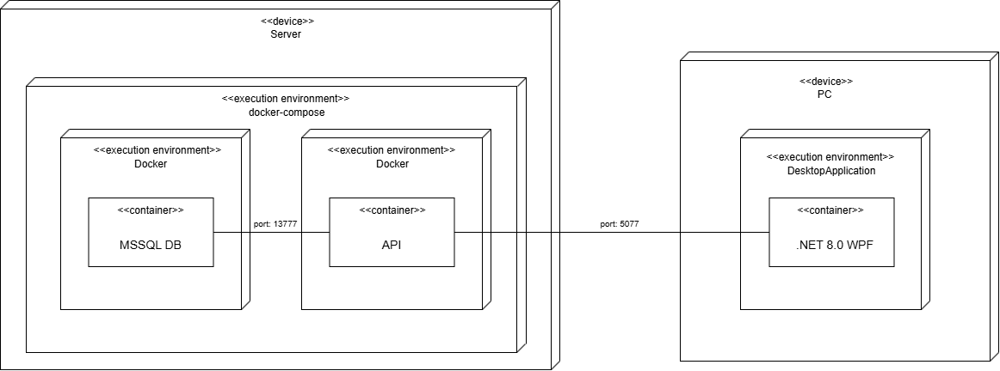 <<device>>
Server
<<execution environment>>
docker-compose
<<execution environment>>
Docker
<<container>>
MSSQL DB
port: 13777
<<execution environment>>
Docker
<<container>>
API
port: 5077
<<device>>
PC
<<execution environment>>
DesktopApplication
<<container>>
.NET 8.0 WPF